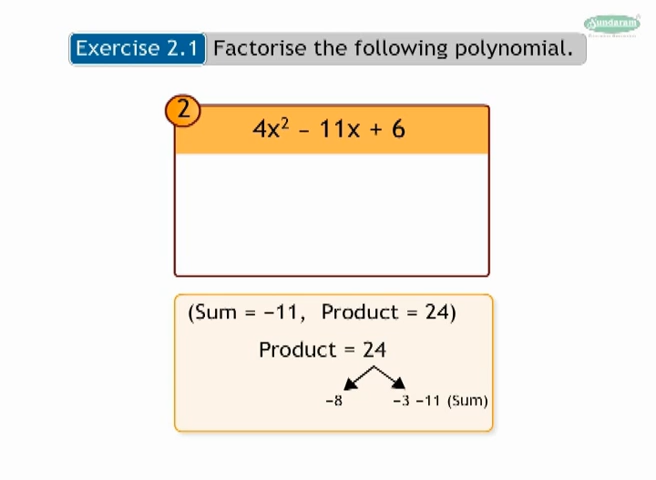 Sundaram
Exercise 2.1 Factorise the following polynomial.
2
4x² – 11x + 6
(Sum = –11, Product = 24)
Product = 24
–8 –3 –11 (Sum)